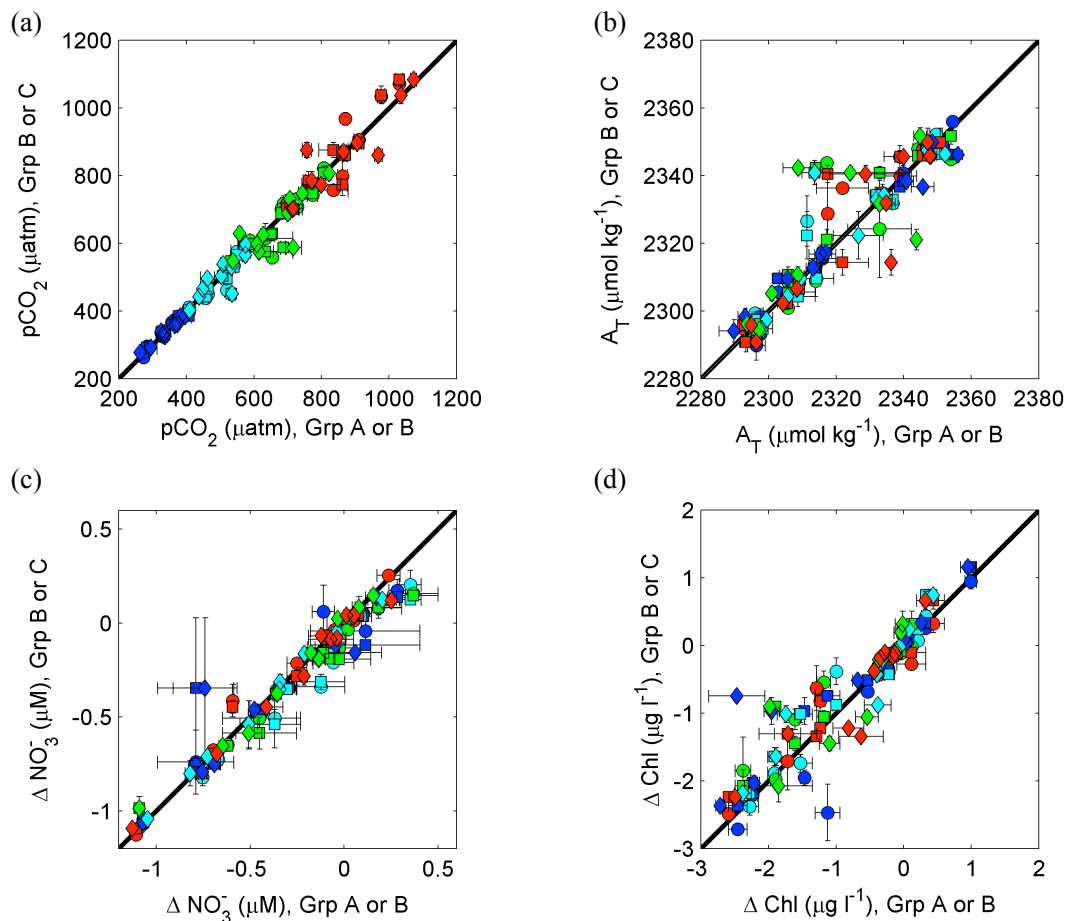 (a)
1200
1000
800
600
400
200
200 400 600 800 1000 1200
pCO₂ (μatm), Grp B or C
pCO₂ (μatm), Grp A or B
(b)
2380
2360
2340
2320
2300
2280
2280 2300 2320 2340 2360 2380
A_T (μmol kg⁻¹), Grp B or C
A_T (μmol kg⁻¹), Grp A or B
(c)
0.5
0
-0.5
-1
-1 -0.5 0 0.5
Δ NO₃⁻ (μM), Grp B or C
Δ NO₃⁻ (μM), Grp A or B
(d)
2
1
0
-1
-2
-3
-3 -2 -1 0 1 2
Δ Chl (μg l⁻¹), Grp B or C
Δ Chl (μg l⁻¹), Grp A or B